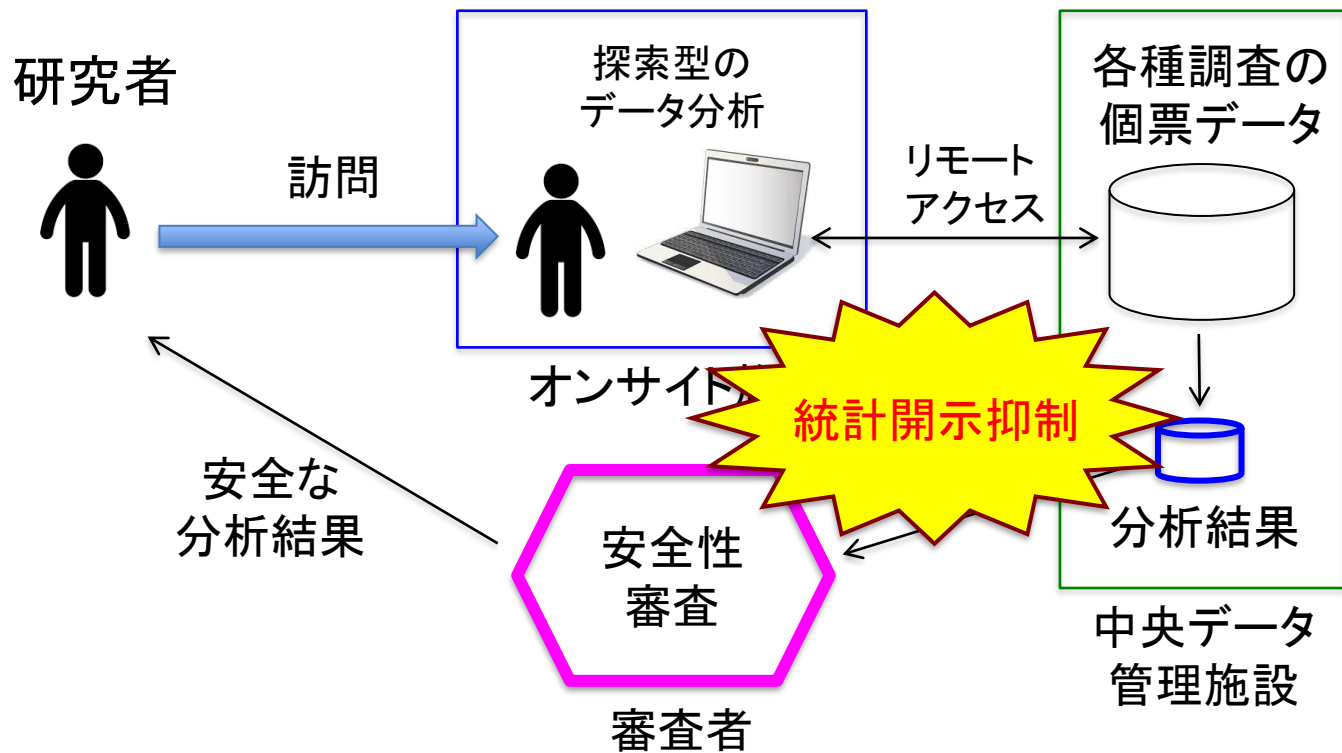 研究者
訪問
探索型の
データ分析
リモート
アクセス
各種調査の
個票データ
オンサイト
統計開示抑制
安全な
分析結果
安全性
審査
審査者
分析結果
中央データ
管理施設